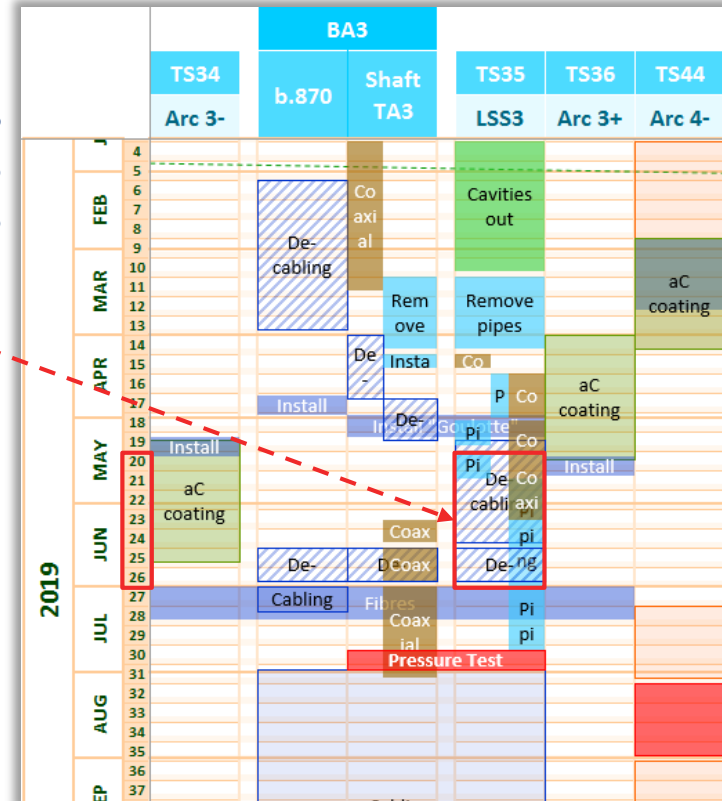 BA3
TS34
b.870
Shaft
TA3
TS35
TS36
TS44
Arc 3-
LSS3
Arc 3+
Arc 4-
2019
FEB
MAR
APR
MAY
JUN
JUL
AUG
4
5
6
7
8
9
10
11
12
13
14
15
16
17
18
19
20
21
22
23
24
25
26
27
28
29
30
31
32
33
34
35
36
37
De-
cabling
Co
axi
al
Cavities
out
Rem
ove
Remove
pipes
aC
coating
De
-
Insta
Co
P
Co
aC
coating
Install
De-
Install "Goulotte"
Pi
Co
Install
Pi
De
cabli
Co
axi
Install
aC
coating
Coax
pi
ng
De-
Coax
De-
Cabling
Fibres
Coax
ial
Pi
pi
Pressure Test